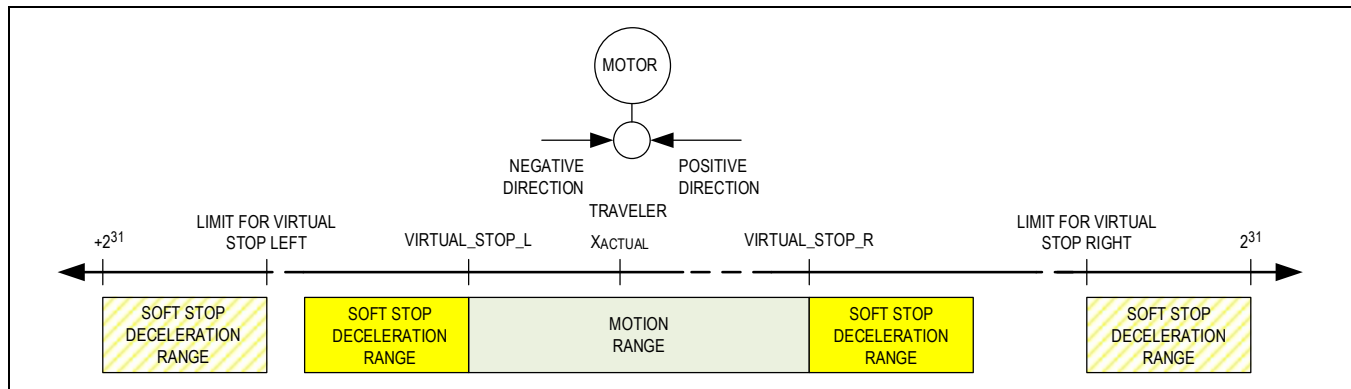 MOTOR
NEGATIVE
DIRECTION
POSITIVE
DIRECTION
TRAVELER
+2³¹
LIMIT FOR VIRTUAL
STOP LEFT
VIRTUAL_STOP_L
XACTUAL
VIRTUAL_STOP_R
LIMIT FOR VIRTUAL
STOP RIGHT
2³¹
SOFT STOP
DECELERATION
RANGE
SOFT STOP
DECELERATION
RANGE
MOTION
RANGE
SOFT STOP
DECELERATION
RANGE
SOFT STOP
DECELERATION
RANGE